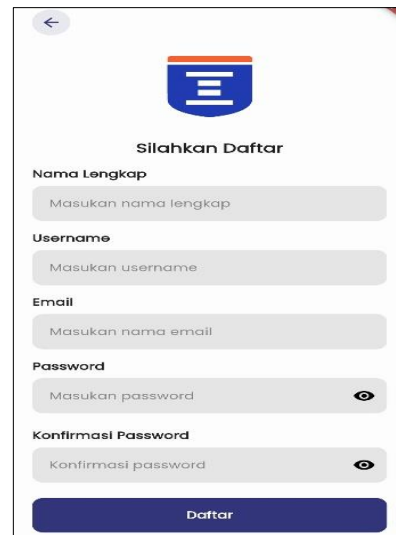 Silahkan Daftar
Nama Lengkap
Masukan nama lengkap
Username
Masukan username
Email
Masukan nama email
Password
Masukan password
Konfirmasi Password
Konfirmasi password
Daftar